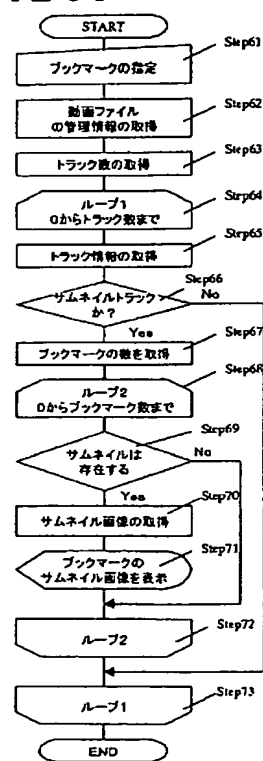 START
ブックマークの指定
Step61
動画ファイル
の管理情報の取得
Step62
トラック数の取得
Step63
ループ1
0からトラック数まで
Step64
トラック情報の取得
Step65
サムネイルトラック
か?
Step66
No
Yes
ブックマークの数を取得
Step67
ループ2
0からブックマーク数まで
Step68
サムネイルは
存在する
Step69
No
Yes
サムネイル画像の取得
Step70
ブックマークの
サムネイル画像を表示
Step71
ループ2
Step72
ループ1
Step73
END